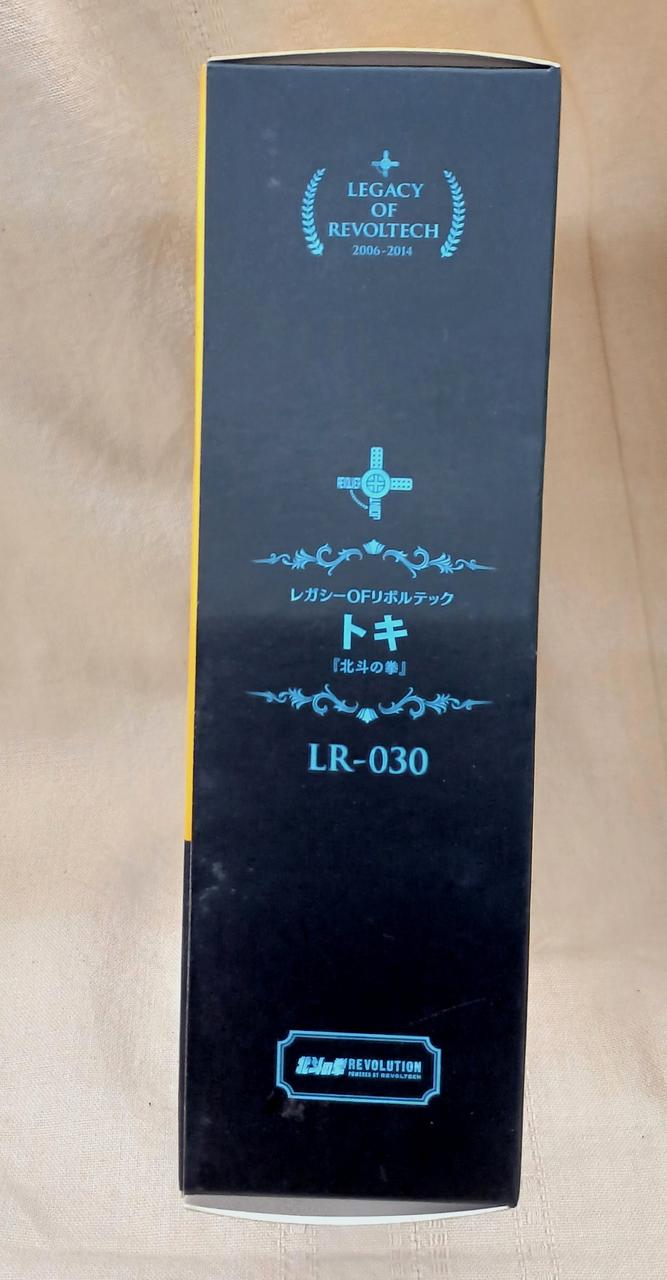 LEGACY
OF
REVOLTECH
2006-2014
REVOLVER
レガシーOFリボルテック
トキ
『北斗の拳』
LR-030
北斗の拳 REVOLUTION
POWERED BY REVOLTECH